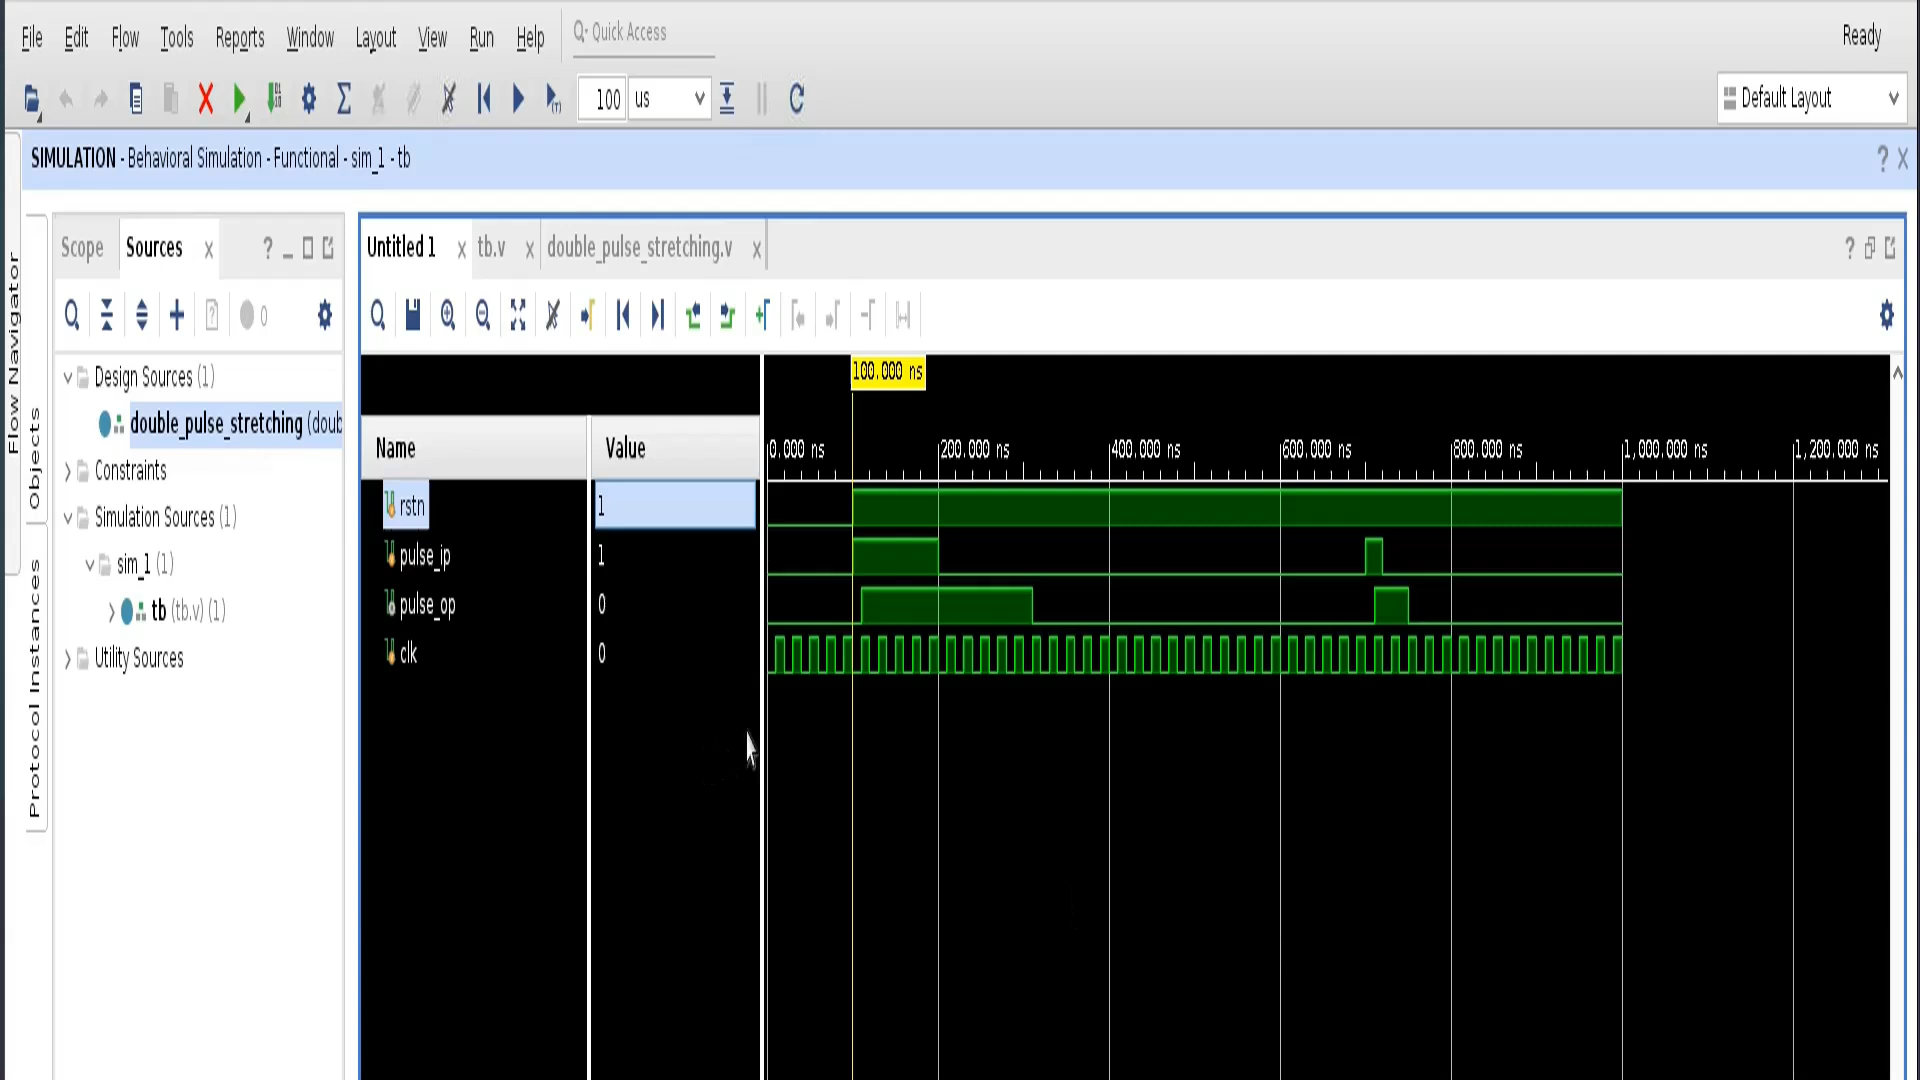 File Edit Flow Tools Reports Window Layout View Run Help Quick Access Ready
100 us Default Layout
SIMULATION - Behavioral Simulation - Functional - sim_1 - tb ? X
Flow Navigator
Protocol Instances Objects
Scope Sources × ? _
Untitled 1 × tb.v × double_pulse_stretching.v × ?
0
Design Sources (1)
double_pulse_stretching (doub
Constraints
Simulation Sources (1)
sim_1 (1)
tb (tb.v) (1)
Utility Sources
100.000 ns
Name Value
0.000 ns 200.000 ns 400.000 ns 600.000 ns 800.000 ns 1,000.000 ns 1,200.000 ns
rstn 1
pulse_ip 1
pulse_op 0
clk 0